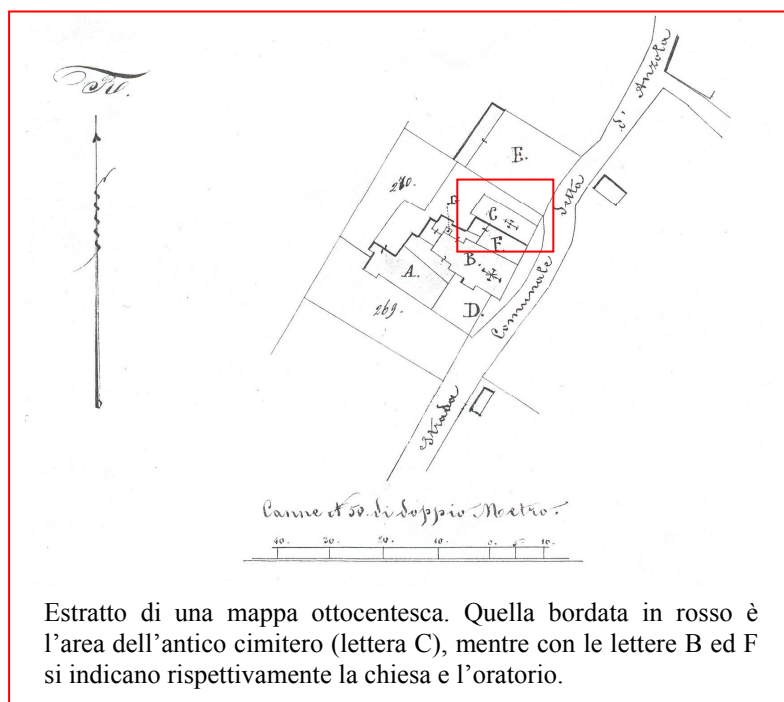 E.
270.
G
C
F.
B.
A.
D.
269.
Strada Comunale detta d'Anzola
Canne N 50. di doppio Metro.
40. 30. 20. 10. 0. 5 10.
Estratto di una mappa ottocentesca. Quella bordata in rosso è
l'area dell'antico cimitero (lettera C), mentre con le lettere B ed F
si indicano rispettivamente la chiesa e l'oratorio.